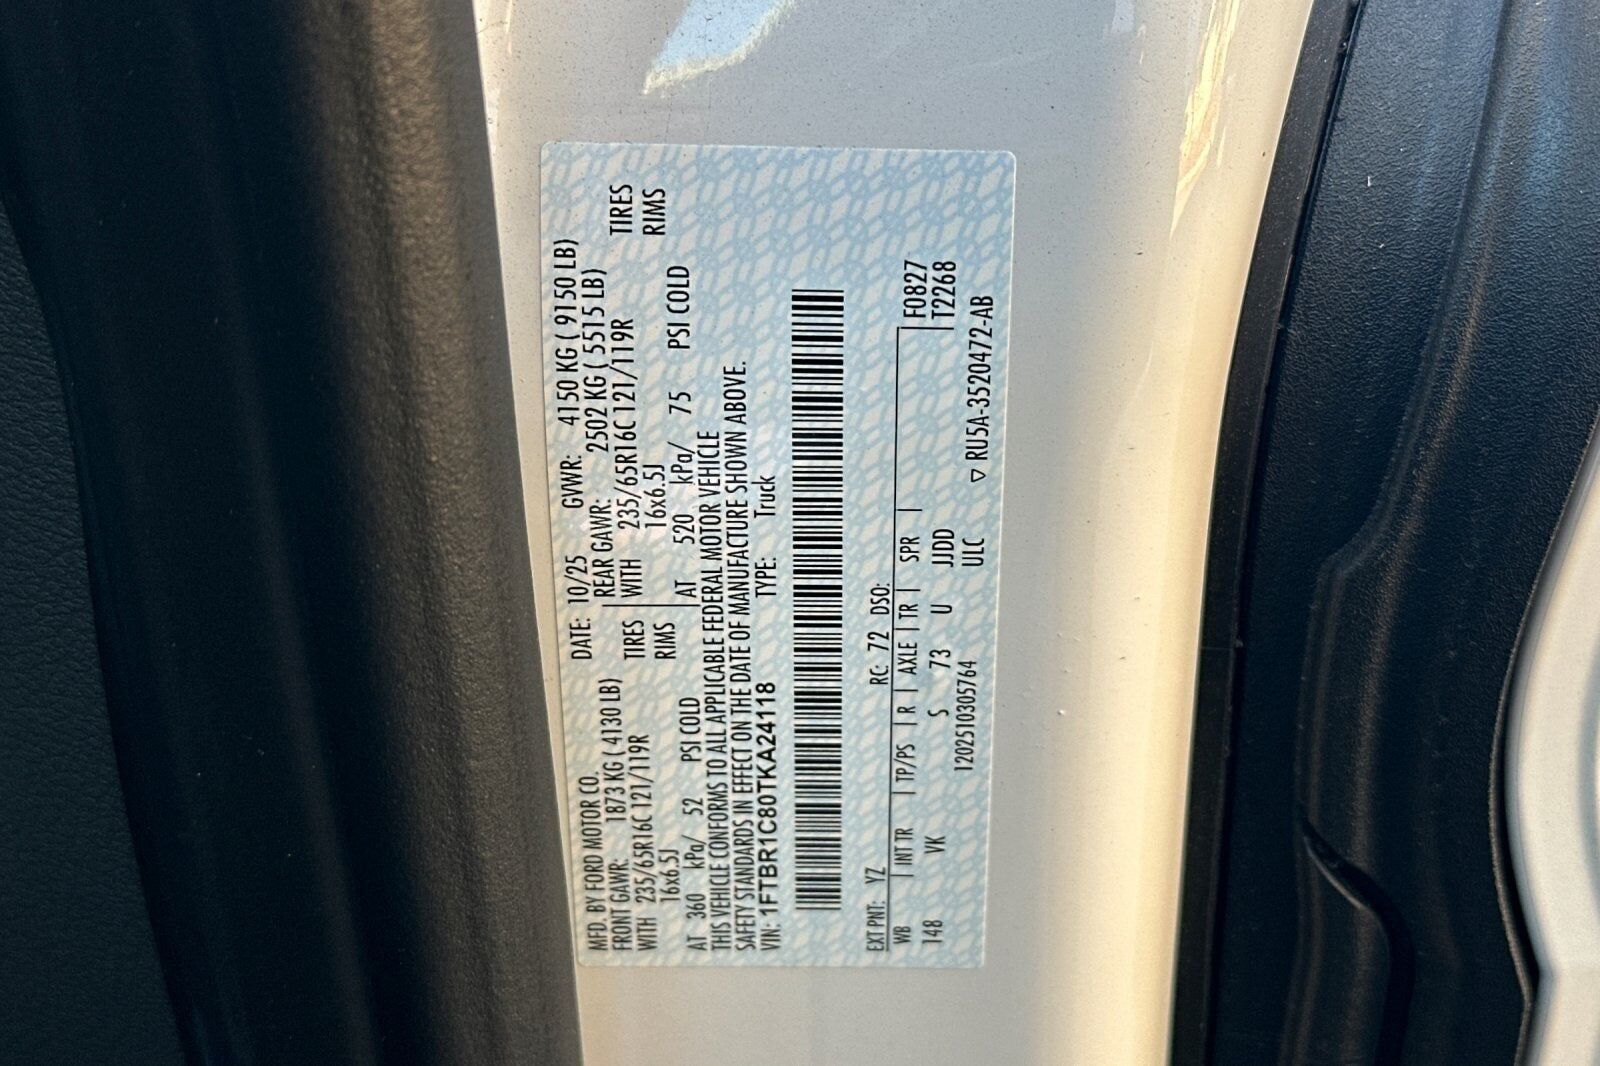 MFD. BY FORD MOTOR CO.
DATE: 10/25 GVWR: 4150 KG ( 9150 LB)
FRONT GAWR: 1873 KG ( 4130 LB) REAR GAWR: 2502 KG ( 5515 LB)
WITH 235/65R16C 121/119R TIRES WITH 235/65R16C 121/119R TIRES
16x6.5J RIMS 16x6.5J RIMS
AT 360 kPa/ 52 PSI COLD AT 520 kPa/ 75 PSI COLD
THIS VEHICLE CONFORMS TO ALL APPLICABLE FEDERAL MOTOR VEHICLE
SAFETY STANDARDS IN EFFECT ON THE DATE OF MANUFACTURE SHOWN ABOVE.
VIN: 1FTBR1C80TKA24118 TYPE: Truck
EXT PNT: YZ RC: 72 DSO:
WB | INT TR | TP/PS | R | AXLE | TR | SPR | F0827
148 VK S 73 U JJDD T2268
1202510305764 ULC ▽ RU5A-3520472-AB